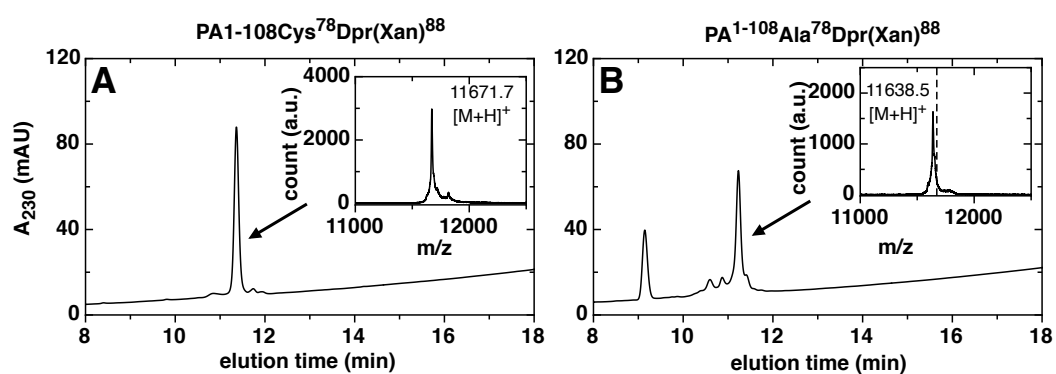 PA1-108Cys⁷⁸Dpr(Xan)⁸⁸
A
A₂₃₀ (mAU)
120
80
40
0
8 10 12 14 16 18
elution time (min)
count (a.u.)
4000
2000
0
11000 12000
m/z
11671.7
[M+H]⁺
PA¹⁻¹⁰⁸Ala⁷⁸Dpr(Xan)⁸⁸
B
120
80
40
0
8 10 12 14 16 18
elution time (min)
count (a.u.)
2000
1000
0
11000 12000
m/z
11638.5
[M+H]⁺